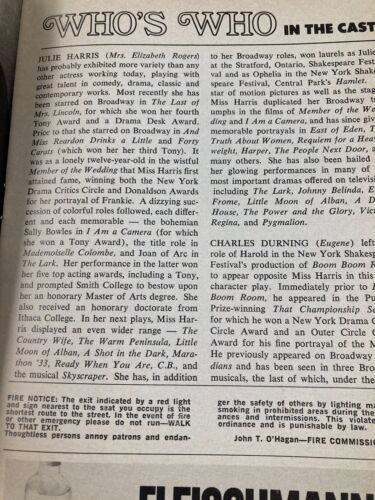 WHO'S WHO IN THE CAST
JULIE HARRIS (Mrs. Elizabeth Rogers)
has probably exhibited more variety than any
other actress working today, playing with
great talent in comedy, drama, classic and
contemporary works. Most recently she has
been starred on Broadway in The Last of
Mrs. Lincoln, for which she won her fourth
Tony Award and a Drama Desk Award.
Prior to that she starred on Broadway in And
Miss Reardon Drinks a Little and Forty
Carats (which won her her third Tony). It
was as a lonely twelve-year-old in the wistful
Member of the Wedding that Miss Harris first
attained fame, winning both the New York
Drama Critics Circle and Donaldson Awards
for her portrayal of Frankie. A dizzying suc-
cession of colorful roles followed, each differ-
ent and each memorable — the bohemian
Sally Bowles in I Am a Camera (for which
she won a Tony Award), the title role in
Mademoiselle Colombe, and Joan of Arc in
The Lark. Her performance in the latter won
her five top acting awards, including a Tony,
and prompted Smith College to bestow upon
her an honorary Master of Arts degree. She
also received an honorary doctorate from
Ithaca College. In her next plays, Miss Har-
ris displayed an even wider range — The
Country Wife, The Warm Peninsula, Little
Moon of Alban, A Shot in the Dark, Mara-
thon '33, Ready When You Are, C.B., and
the musical Skyscraper. She has, in addition
to her Broadway roles, won laurels as Juliet
at the Stratford, Ontario, Shakespeare Festi-
val and as Ophelia in the New York Shake-
speare Festival, Central Park's Hamlet.
star of motion pictures as well as the stag
Miss Harris duplicated her Broadway tr
umphs in the films of Member of the Wed
ding and I Am a Camera, and has since giv
memorable portrayals in East of Eden, T
Truth About Women, Requiem for a Heav
weight, Harper, The People Next Door, an
many others. She has also been hailed
her glowing performances in many of
most important dramas offered on televisi
including The Lark, Johnny Belinda, E
Frome, Little Moon of Alban, A D
House, The Power and the Glory, Vic
Regina, and Pygmalion.
CHARLES DURNING (Eugene) left
role of Harold in the New York Shakesp
Festival's production of Boom Boom R
to appear opposite Miss Harris in this
character play. Immediately prior to
Boom Room, he appeared in the Pu
Prize-winning That Championship Se
for which he won a New York Drama C
Circle Award and an Outer Circle C
Award for his fine portrayal of the M
He previously appeared on Broadway
dians and has been seen in three Bro
musicals, the last of which, under the
FIRE NOTICE: The exit indicated by a red light
and sign nearest to the seat you occupy is the
shortest route to the street. In the event of fire
or other emergency please do not run—WALK
TO THAT EXIT.
Thoughtless persons annoy patrons and endan-
ger the safety of others by lighting ma
smoking in prohibited areas during the
ances and intermissions. This violates
ordinance and is punishable by law.
John T. O'Hagan—FIRE COMMISSIO
FLEISCHMANN